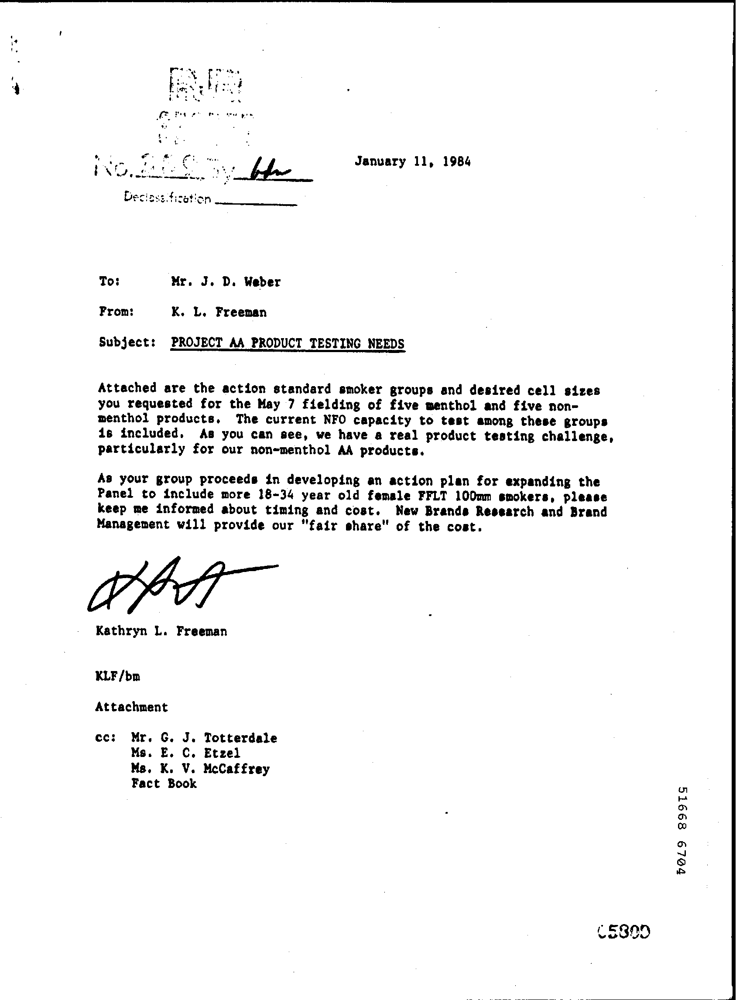 No.
January 11, 1984
Declassification
To: Mr. J. D. Weber
From: K. L. Freeman
Subject: PROJECT AA PRODUCT TESTING NEEDS
Attached are the action standard smoker groups and desired cell sizes
you requested for the May 7 fielding of five menthol and five non-
menthol products. The current NFO capacity to test among these groups
is included. As you can see, we have a real product testing challenge,
particularly for our non-menthol AA products.
As your group proceeds in developing an action plan for expanding the
Panel to include more 18-34 year old female FFLT 100mm smokers, please
keep me informed about timing and cost. New Brands Research and Brand
Management will provide our "fair share" of the cost.
Kathryn L. Freeman
KLF/bm
Attachment
cc: Mr. G. J. Totterdale
Ms. E. C. Etzel
Ms. K. V. McCaffrey
Fact Book
51668 6704